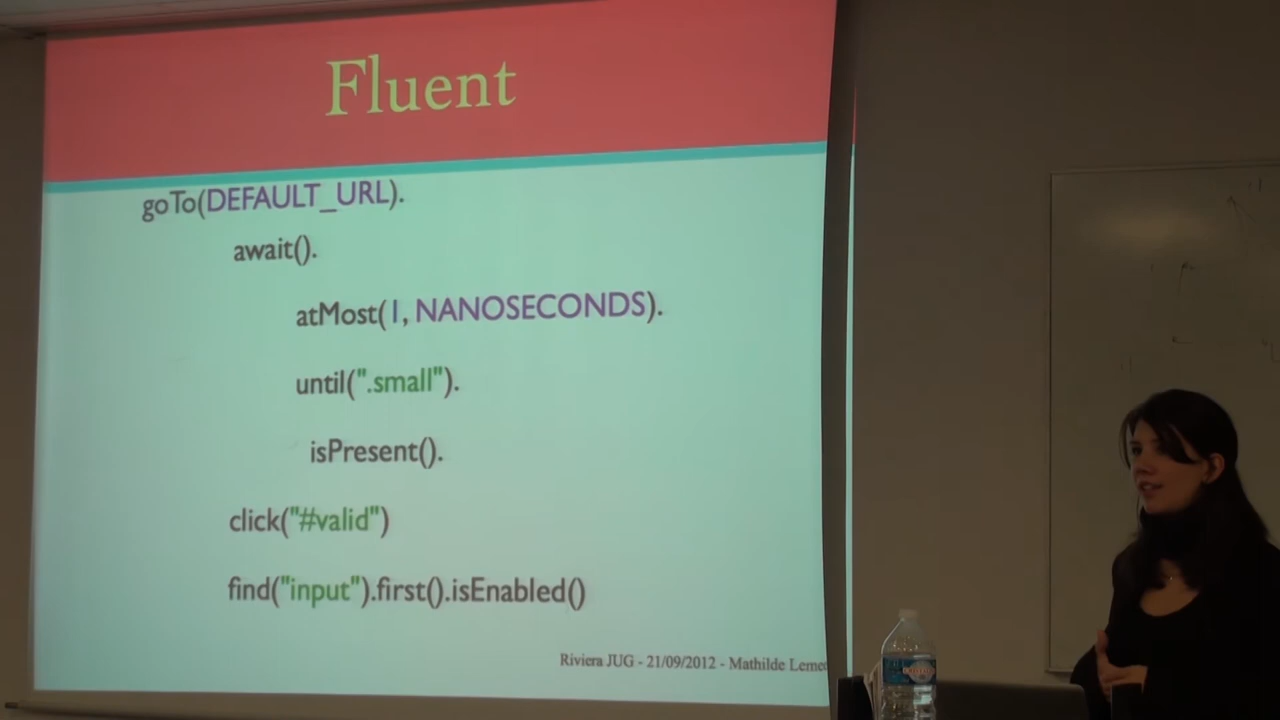 Fluent
goTo(DEFAULT_URL).
await().
atMost(1, NANOSECONDS).
until(".small").
isPresent().
click("#valid")
find("input").first().isEnabled()
Riviera JUG - 21/09/2012 - Mathilde